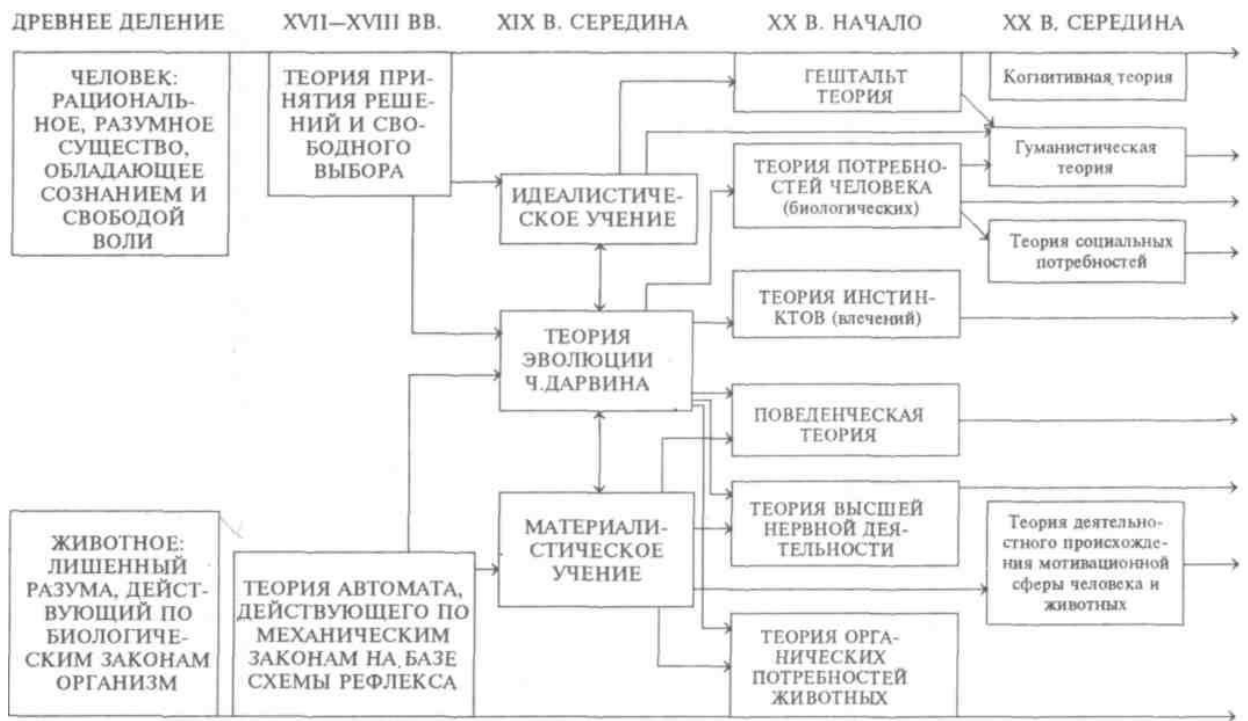 ДРЕВНЕЕ ДЕЛЕНИЕ
XVII—XVIII ВВ.
XIX В. СЕРЕДИНА
XX В. НАЧАЛО
XX В. СЕРЕДИНА
ЧЕЛОВЕК:
РАЦИОНАЛЬ-
НОЕ, РАЗУМНОЕ
СУЩЕСТВО,
ОБЛАДАЮЩЕЕ
СОЗНАНИЕМ И
СВОБОДОЙ
ВОЛИ
ЖИВОТНОЕ:
ЛИШЕННЫЙ
РАЗУМА, ДЕЙСТ-
ВУЮЩИЙ ПО
БИОЛОГИЧЕ-
СКИМ ЗАКОНАМ
ОРГАНИЗМ
ТЕОРИЯ ПРИ-
НЯТИЯ РЕШЕ-
НИЙ И СВО-
БОДНОГО
ВЫБОРА
ТЕОРИЯ АВТОМАТА,
ДЕЙСТВУЮЩЕГО ПО
МЕХАНИЧЕСКИМ
ЗАКОНАМ НА БАЗЕ
СХЕМЫ РЕФЛЕКСА
ИДЕАЛИСТИЧЕ-
СКОЕ УЧЕНИЕ
ТЕОРИЯ
ЭВОЛЮЦИИ
Ч.ДАРВИНА
МАТЕРИАЛИ-
СТИЧЕСКОЕ
УЧЕНИЕ
ГЕШТАЛЬТ
ТЕОРИЯ
ТЕОРИЯ ПОТРЕБНО-
СТЕЙ ЧЕЛОВЕКА
(биологических)
ТЕОРИЯ ИНСТИН-
КТОВ (влечений)
ПОВЕДЕНЧЕСКАЯ
ТЕОРИЯ
ТЕОРИЯ ВЫСШЕЙ
НЕРВНОЙ ДЕЯ-
ТЕЛЬНОСТИ
ТЕОРИЯ ОРГА-
НИЧЕСКИХ
ПОТРЕБНОСТЕЙ
ЖИВОТНЫХ
Когнитивная теория
Гуманистическая
теория
Теория социальных
потребностей
Теория деятельно-
стного происхожде-
ния мотивационной
сферы человека и
животных